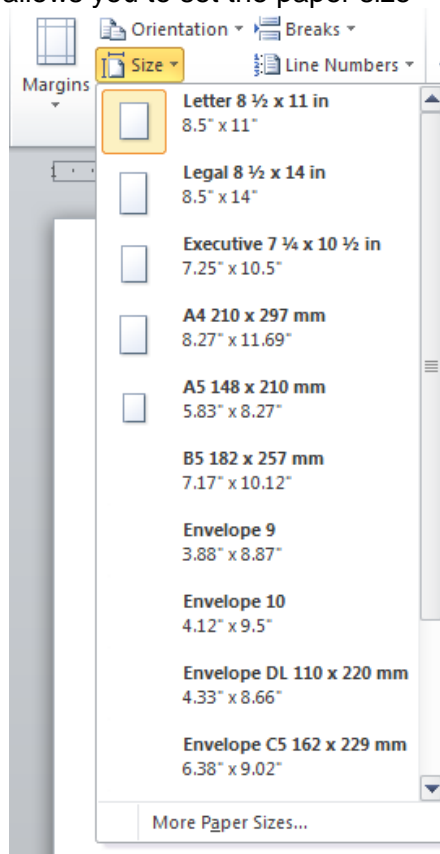 allows you to set the paper size
Orientation
Breaks
Size
Line Numbers
Margins
Letter 8 ½ x 11 in
8.5" x 11"
Legal 8 ½ x 14 in
8.5" x 14"
Executive 7 ¼ x 10 ½ in
7.25" x 10.5"
A4 210 x 297 mm
8.27" x 11.69"
A5 148 x 210 mm
5.83" x 8.27"
B5 182 x 257 mm
7.17" x 10.12"
Envelope 9
3.88" x 8.87"
Envelope 10
4.12" x 9.5"
Envelope DL 110 x 220 mm
4.33" x 8.66"
Envelope C5 162 x 229 mm
6.38" x 9.02"
More Paper Sizes...